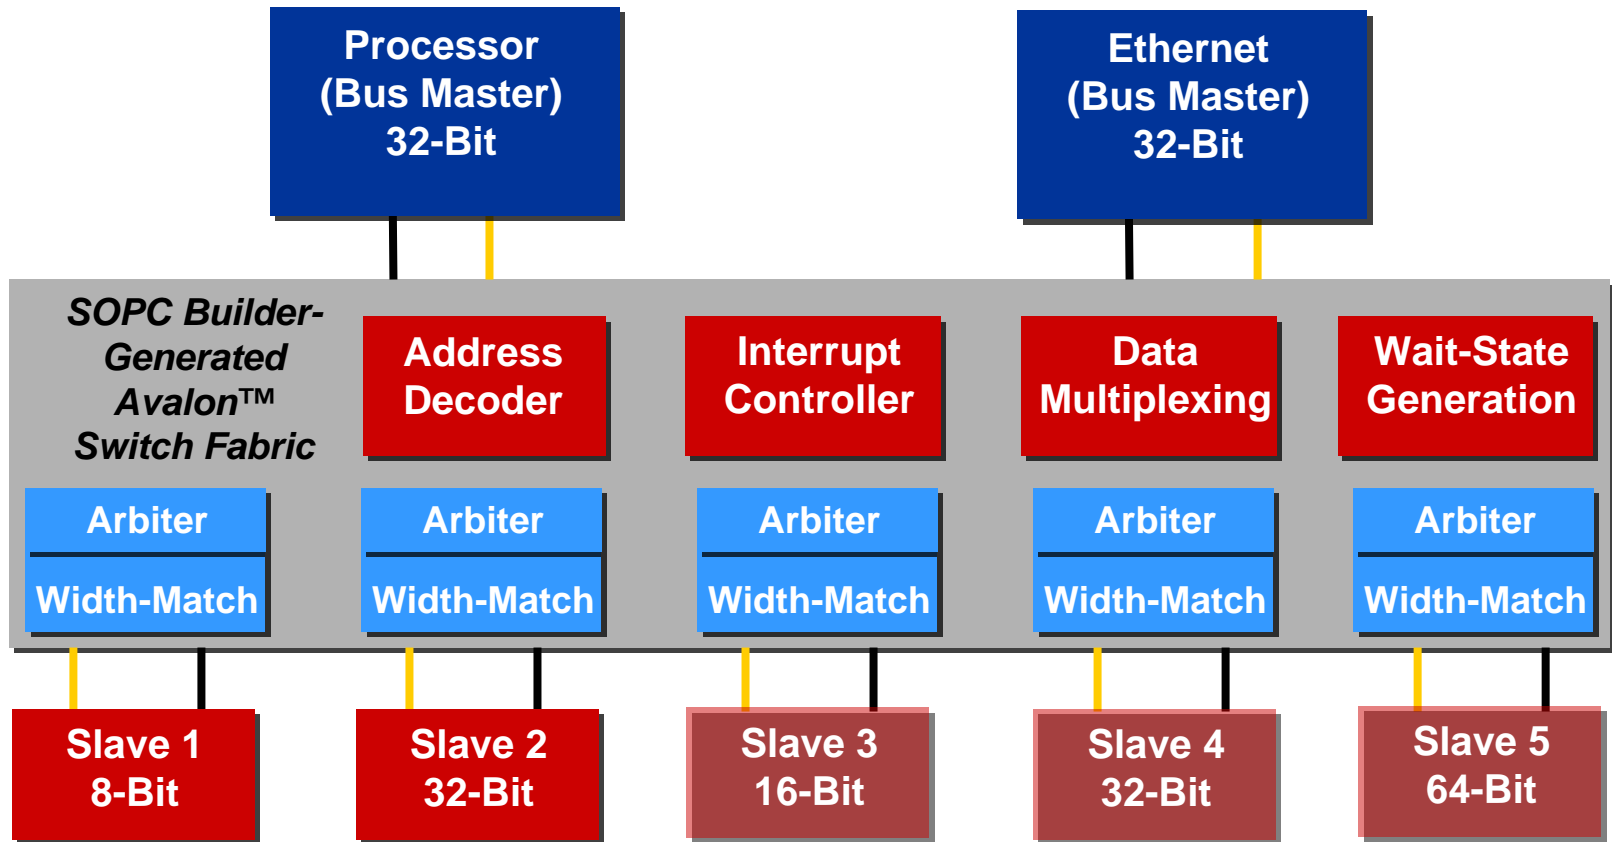 Processor
(Bus Master)
32-Bit
Ethernet
(Bus Master)
32-Bit
SOPC Builder-
Generated
Avalon™
Switch Fabric
Address
Decoder
Interrupt
Controller
Data
Multiplexing
Wait-State
Generation
Arbiter
Width-Match
Arbiter
Width-Match
Arbiter
Width-Match
Arbiter
Width-Match
Arbiter
Width-Match
Slave 1
8-Bit
Slave 2
32-Bit
Slave 3
16-Bit
Slave 4
32-Bit
Slave 5
64-Bit